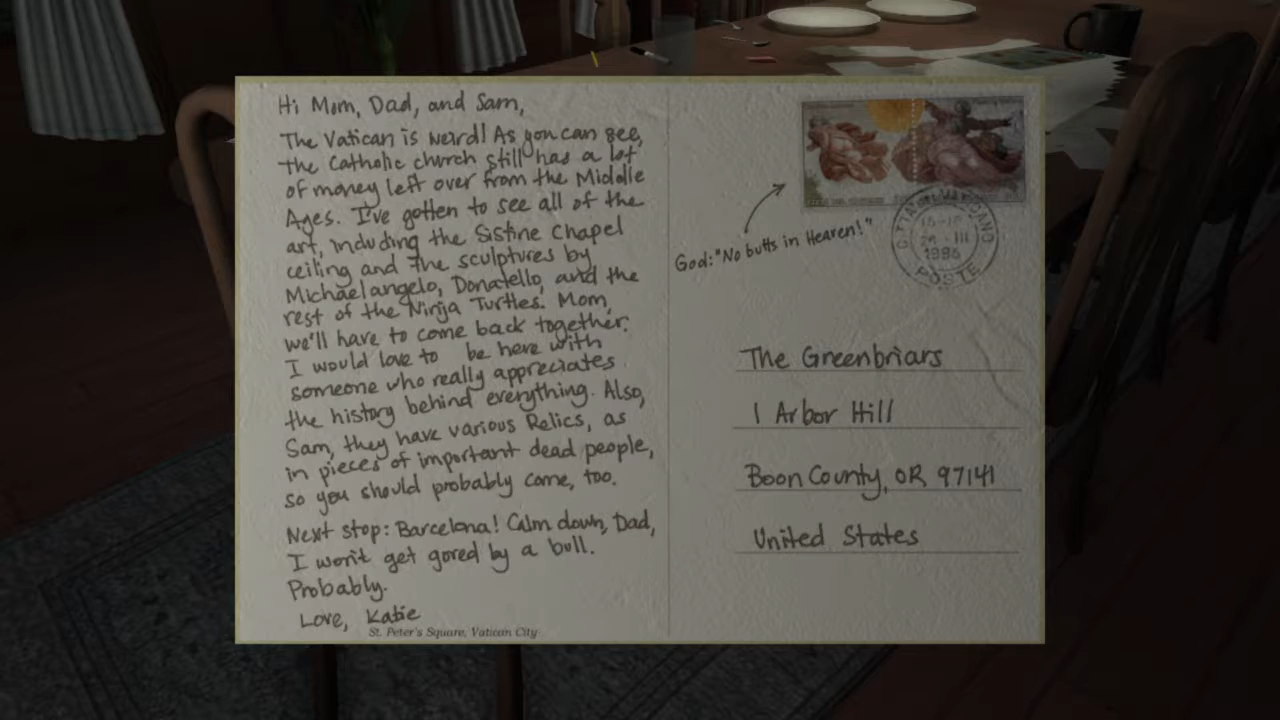 Hi Mom, Dad, and Sam,
The Vatican is weird! As you can see,
the Catholic church still has a lot
of money left over from the Middle
Ages. I've gotten to see all of the
art, including the Sistine Chapel
ceiling and the sculptures by
Michaelangelo, Donatello, and the
rest of the Ninja Turtles. Mom,
we'll have to come back together.
I would love to be here with
someone who really appreciates
the history behind everything. Also,
Sam, they have various Relics, as
in pieces of important dead people,
so you should probably come, too.
Next stop: Barcelona! Calm down, Dad,
I won't get gored by a bull.
Probably.
Love, Katie
St. Peter's Square, Vatican City
God: "No butts in Heaven!"
POSTE
The Greenbriars
1 Arbor Hill
Boon County, OR 97141
United States